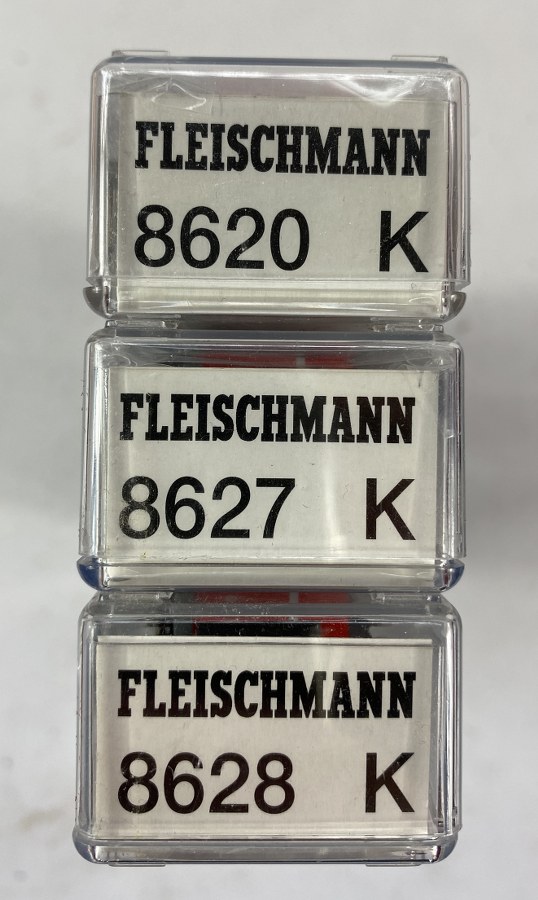 FLEISCHMANN
8620 K
FLEISCHMANN
8627 K
FLEISCHMANN
8628 K